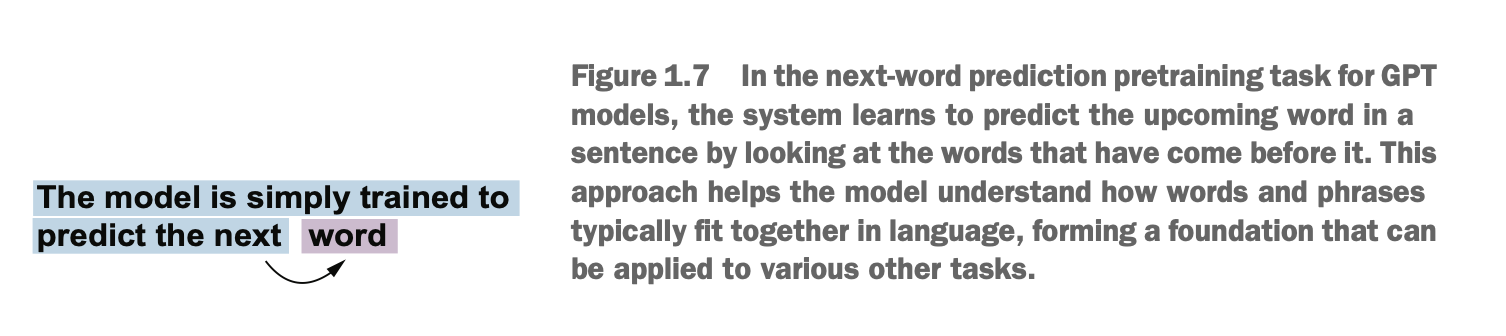 The model is simply trained to
predict the next word
Figure 1.7 In the next-word prediction pretraining task for GPT
models, the system learns to predict the upcoming word in a
sentence by looking at the words that have come before it. This
approach helps the model understand how words and phrases
typically fit together in language, forming a foundation that can
be applied to various other tasks.